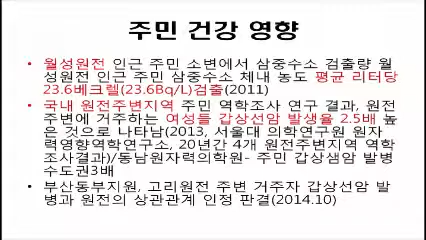 주민 건강 영향
• 월성원전 인근 주민 소변에서 삼중수소 검출량 월
성원전 인근 주민 삼중수소 체내 농도 평균 리터당
23.6베크렐(23.6Bq/L)검출(2011)
• 국내 원전주변지역 주민 역학조사 연구 결과, 원전
주변에 거주하는 여성들 갑상선암 발생률 2.5배 높
은 것으로 나타남(2013, 서울대 의학연구원 원자
력영향역학연구소, 20년간 4개 원전주변지역 역학
조사결과)/동남원자력의학원- 주민 갑상샘암 발병
수도권3배
• 부산동부지원, 고리원전 주변 거주자 갑상선암 발
병과 원전의 상관관계 인정 판결(2014.10)